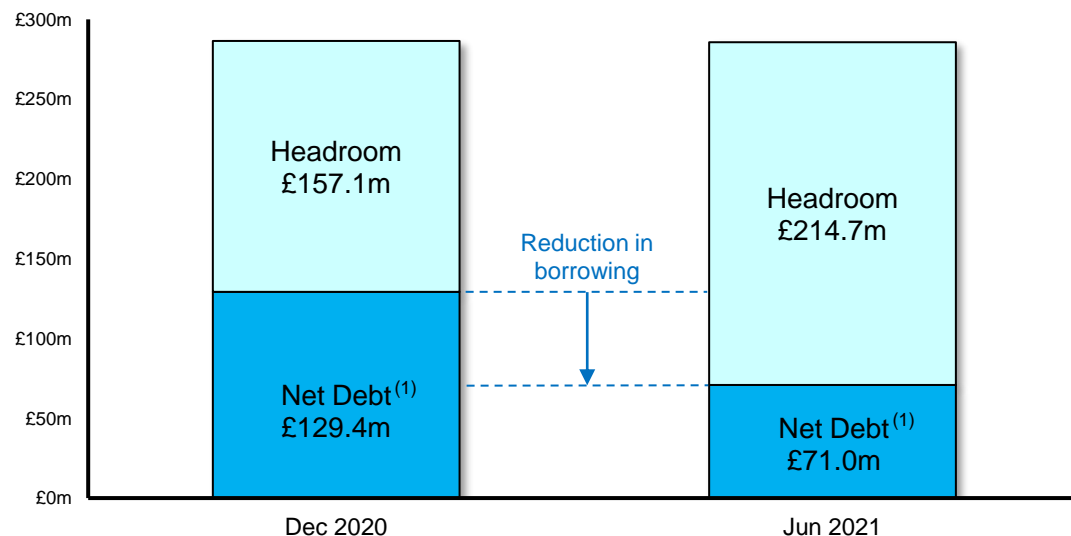 £300m
£250m
£200m
£150m
£100m
£50m
£0m
Headroom
£157.1m
Net Debt(1)
£129.4m
Reduction in
borrowing
Headroom
£214.7m
Net Debt(1)
£71.0m
Dec 2020
Jun 2021